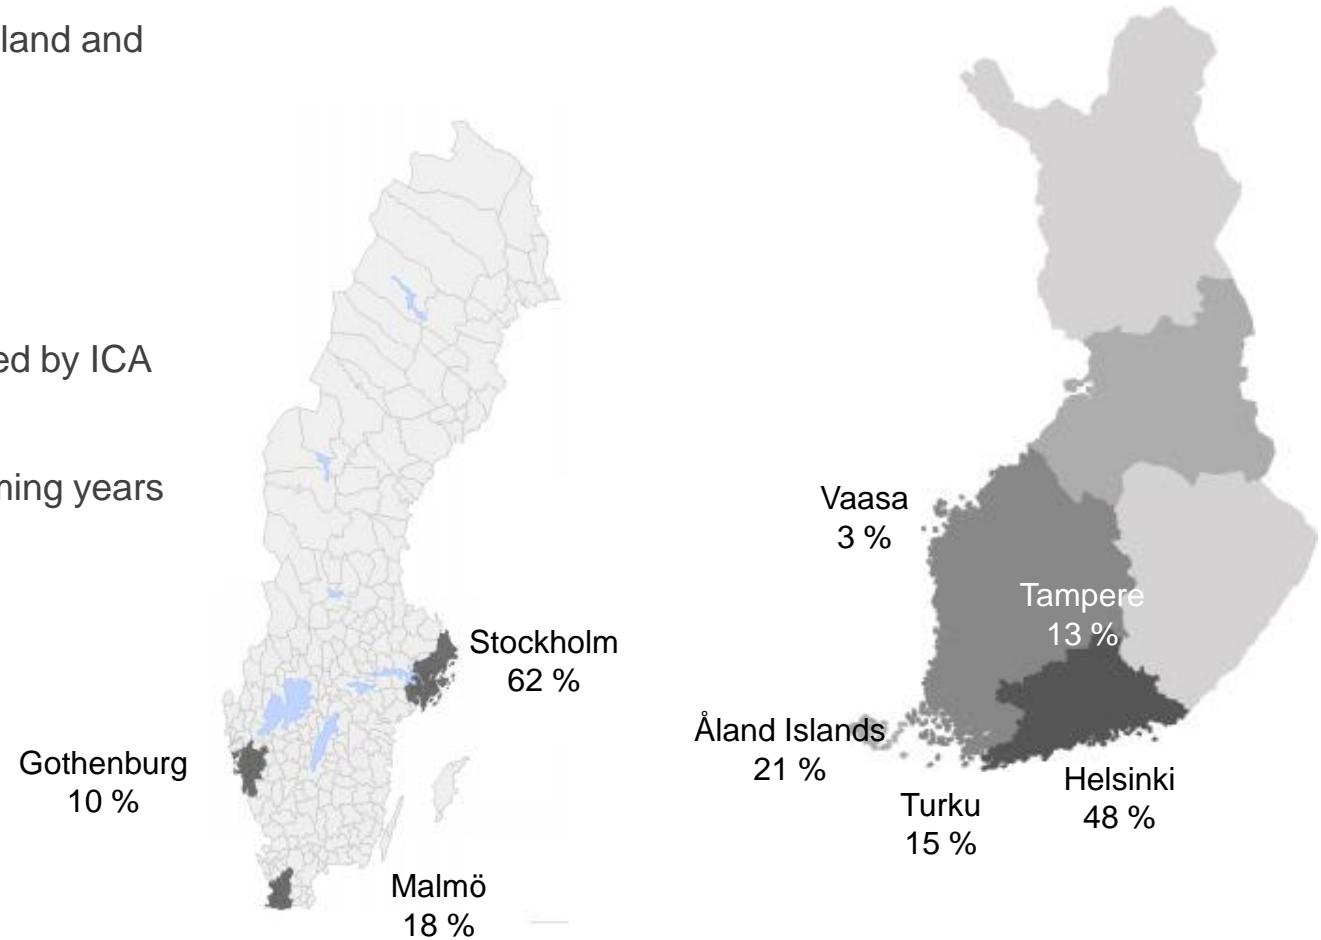 land and
ed by ICA
ning years
Stockholm
62 %
Gothenburg
10 %
Malmö
18 %
Vaasa
3 %
Tampere
13 %
Åland Islands
21 %
Turku
15 %
Helsinki
48 %